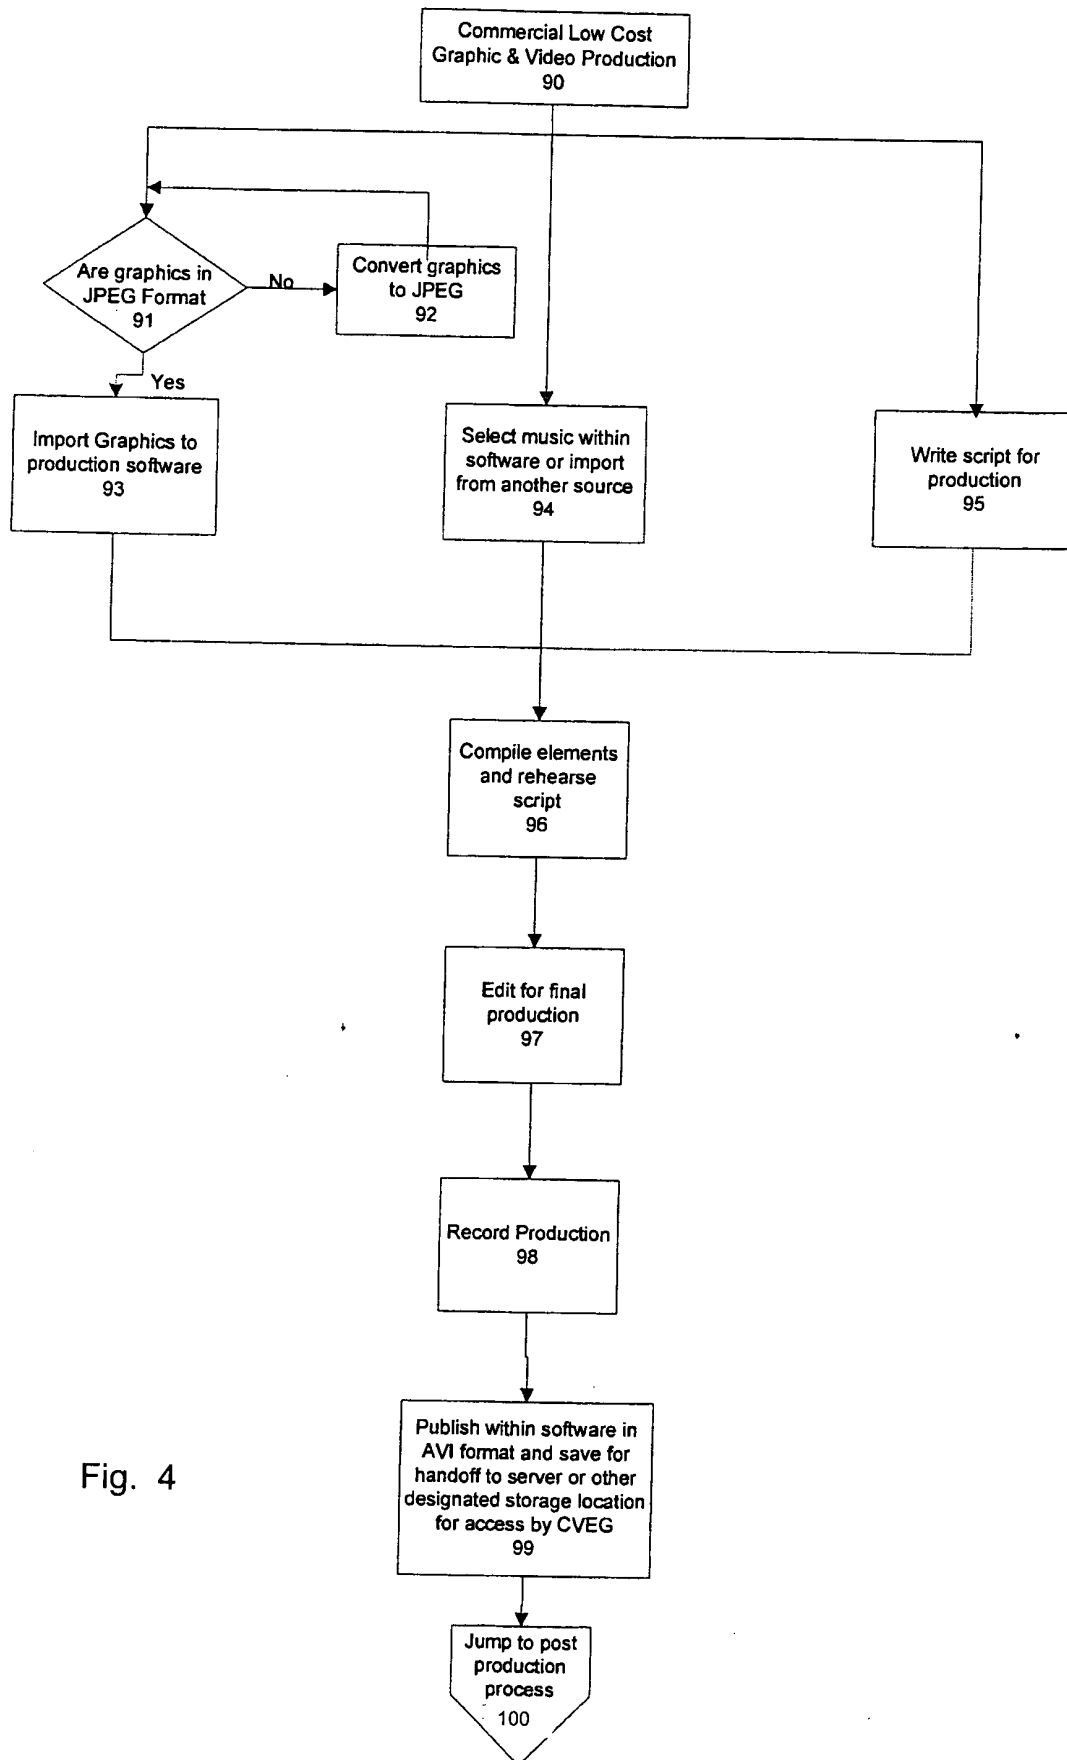 Commercial Low Cost
Graphic & Video Production
90
Are graphics in
JPEG Format
91
No
Convert graphics
to JPEG
92
Yes
Import Graphics to
production software
93
Select music within
software or import
from another source
94
Write script for
production
95
Compile elements
and rehearse
script
96
Edit for final
production
97
Record Production
98
Publish within software in
AVI format and save for
handoff to server or other
designated storage location
for access by CVEG
99
Fig. 4
Jump to post
production
process
100